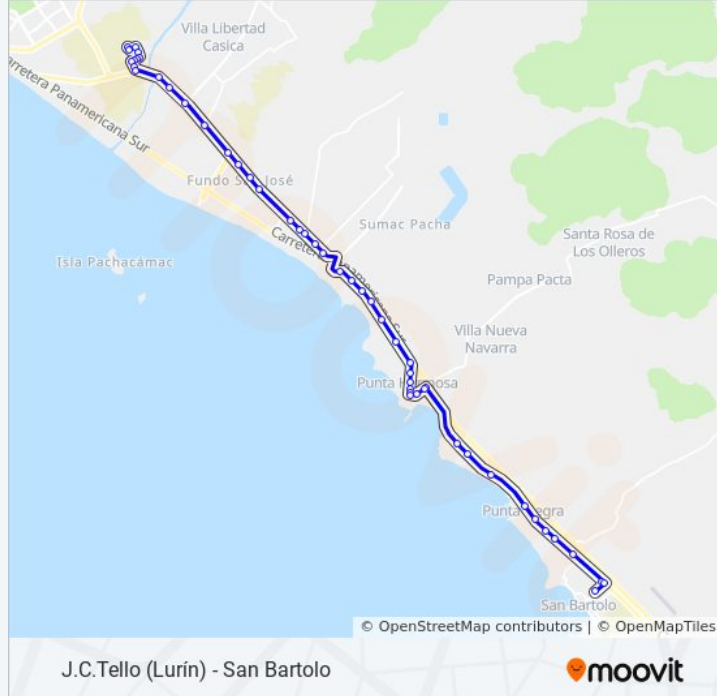 Villa Libertad
Casica
Carretera Panamericana Sur
Fundo San José
Sumac Pacha
Santa Rosa de
Los Olleros
Isla Pachacámac
Pampa Pacta
Villa Nueva
Navarra
Punta Hermosa
Punta Negra
San Bartolo
© OpenStreetMap contributors | © OpenMapTiles
J.C.Tello (Lurín) - San Bartolo
moovit